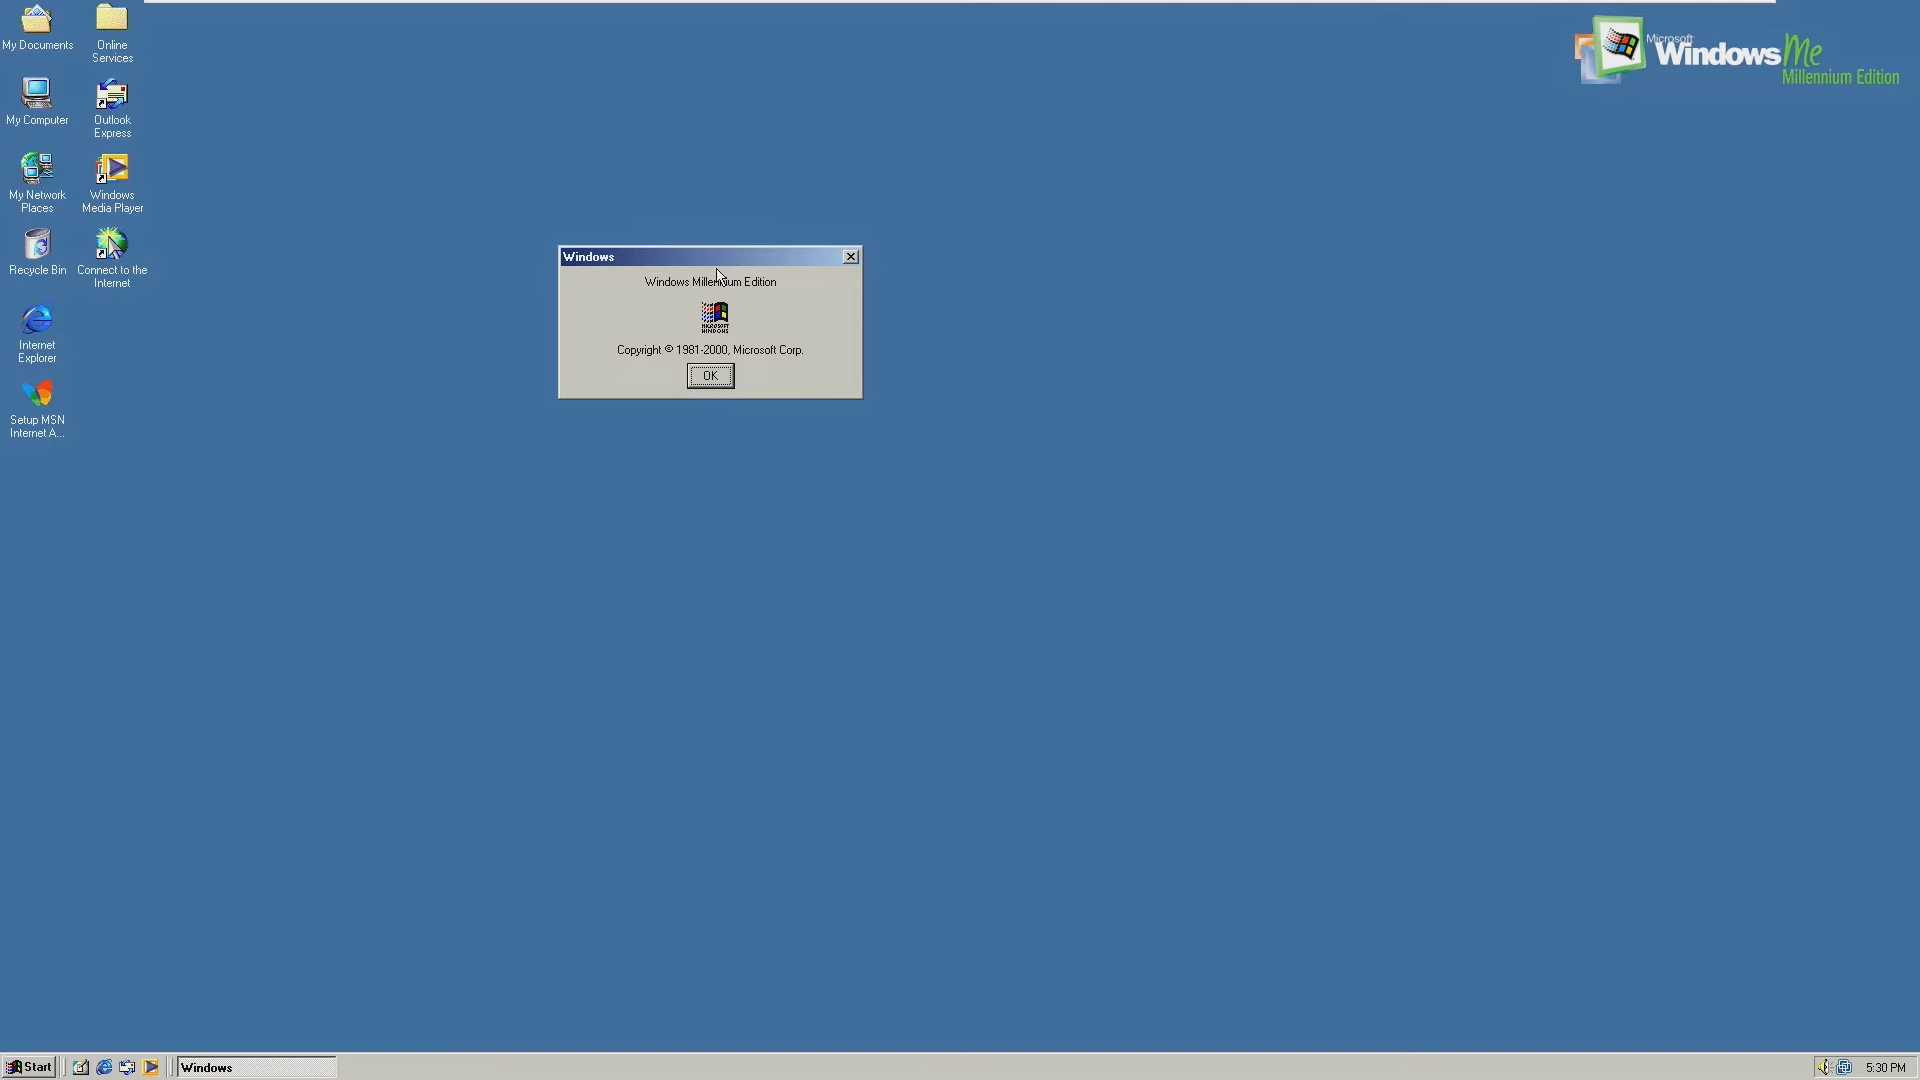 My Documents
Online
Services
My Computer
Outlook
Express
My Network
Places
Windows
Media Player
Recycle Bin
Connect to the
Internet
Internet
Explorer
Setup MSN
Internet A...
Microsoft
Windows Me
Millennium Edition
Windows
Windows Millennium Edition
MICROSOFT
WINDOWS
Copyright © 1981-2000, Microsoft Corp.
OK
Start
Windows
5:30 PM